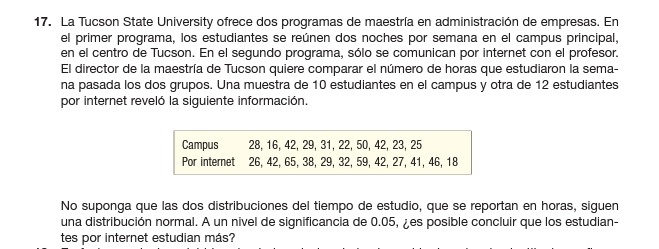 17. La Tucson State University ofrece dos programas de maestría en administración de empresas. En
el primer programa, los estudiantes se reúnen dos noches por semana en el campus principal,
en el centro de Tucson. En el segundo programa, sólo se comunican por internet con el profesor.
El director de la maestría de Tucson quiere comparar el número de horas que estudiaron la sema-
na pasada los dos grupos. Una muestra de 10 estudiantes en el campus y otra de 12 estudiantes
por internet reveló la siguiente información.
Campus 28, 16, 42, 29, 31, 22, 50, 42, 23, 25
Por internet 26, 42, 65, 38, 29, 32, 59, 42, 27, 41, 46, 18
No suponga que las dos distribuciones del tiempo de estudio, que se reportan en horas, siguen
una distribución normal. A un nivel de significancia de 0.05, ¿es posible concluir que los estudian-
tes por internet estudian más?